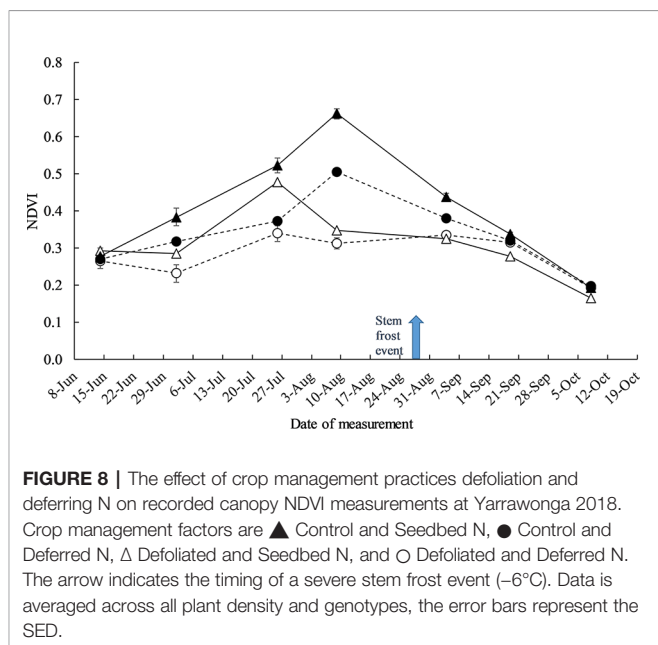 0.8
0.7
0.6
0.5
0.4
0.3
0.2
0.1
0.0
NDVI
Stem
frost
event
8-Jun
15-Jun
22-Jun
29-Jun
6-Jul
13-Jul
20-Jul
27-Jul
3-Aug
10-Aug
17-Aug
24-Aug
31-Aug
7-Sep
14-Sep
21-Sep
28-Sep
5-Oct
12-Oct
19-Oct
Date of measurement
FIGURE 8 | The effect of crop management practices defoliation and
deferring N on recorded canopy NDVI measurements at Yarrawonga 2018.
Crop management factors are ▲ Control and Seedbed N, ● Control and
Deferred N, Δ Defoliated and Seedbed N, and ○ Defoliated and Deferred N.
The arrow indicates the timing of a severe stem frost event (−6°C). Data is
averaged across all plant density and genotypes, the error bars represent the
SED.